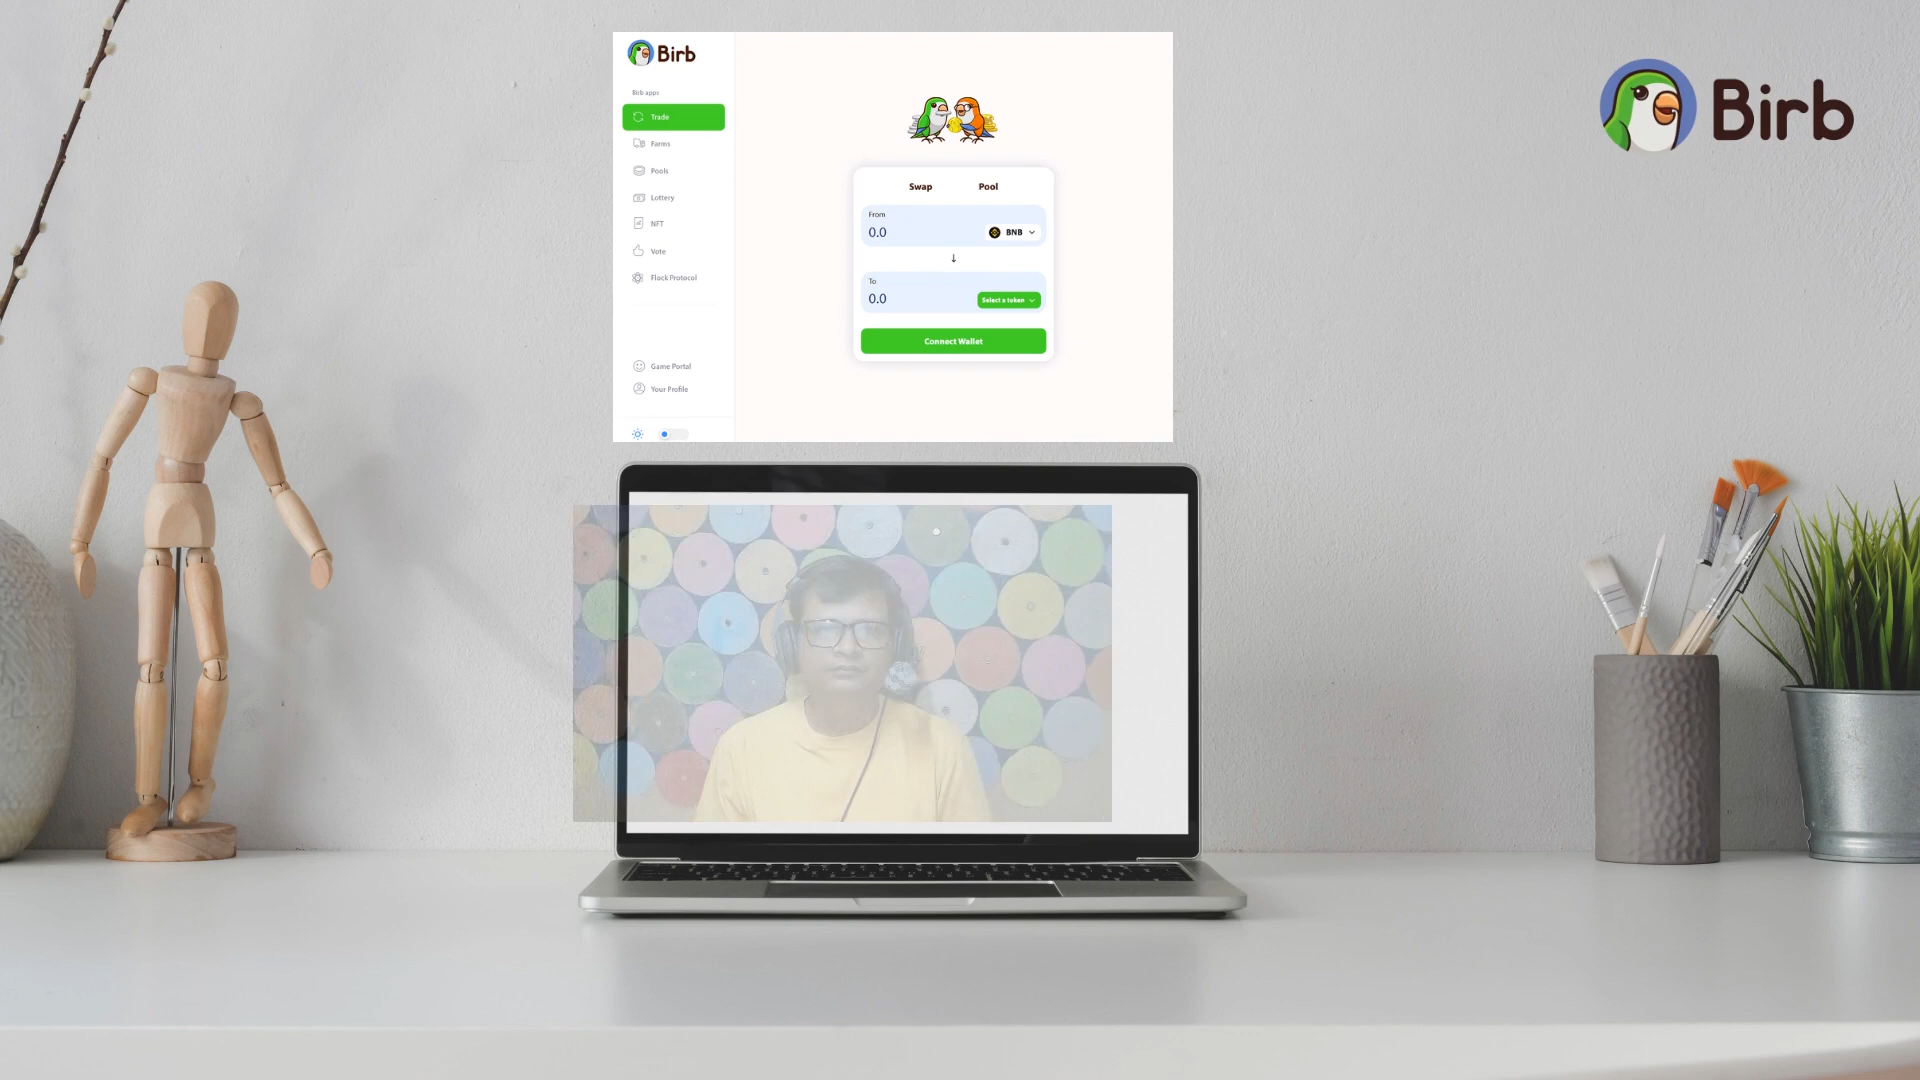 Birb
Birb apps
Trade
Farms
Pools
Lottery
NFT
Vote
Flock Protocol
Game Portal
Your Profile
Swap Pool
From
0.0 BNB
↓
To
0.0 Select a token
Connect Wallet
Birb